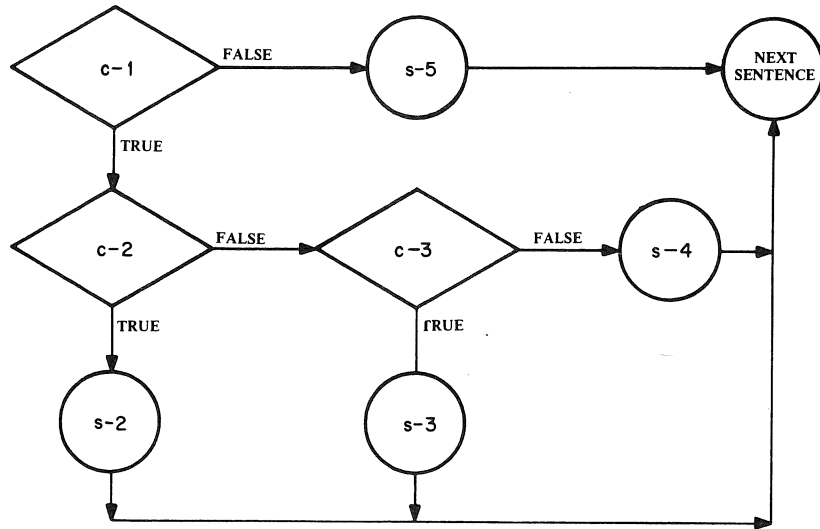 c-1
FALSE
s-5
NEXT
SENTENCE
TRUE
c-2
FALSE
c-3
FALSE
s-4
TRUE
TRUE
s-2
s-3